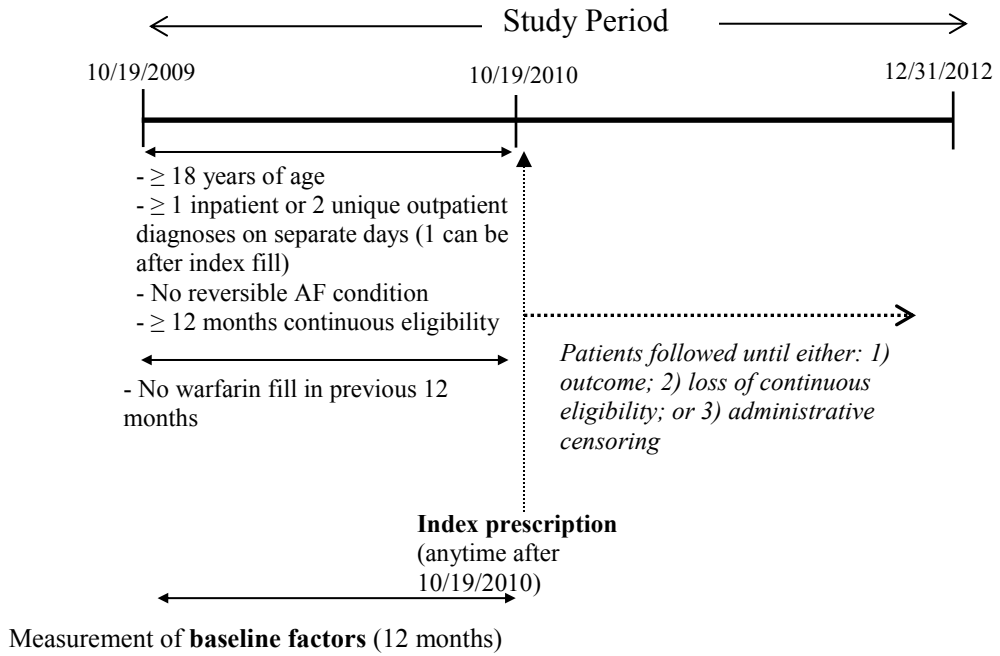 Study Period
10/19/2009
10/19/2010
12/31/2012
- ≥ 18 years of age
- ≥ 1 inpatient or 2 unique outpatient
diagnoses on separate days (1 can be
after index fill)
- No reversible AF condition
- ≥ 12 months continuous eligibility
- No warfarin fill in previous 12
months
Patients followed until either: 1)
outcome; 2) loss of continuous
eligibility; or 3) administrative
censoring
Index prescription
(anytime after
10/19/2010)
Measurement of baseline factors (12 months)